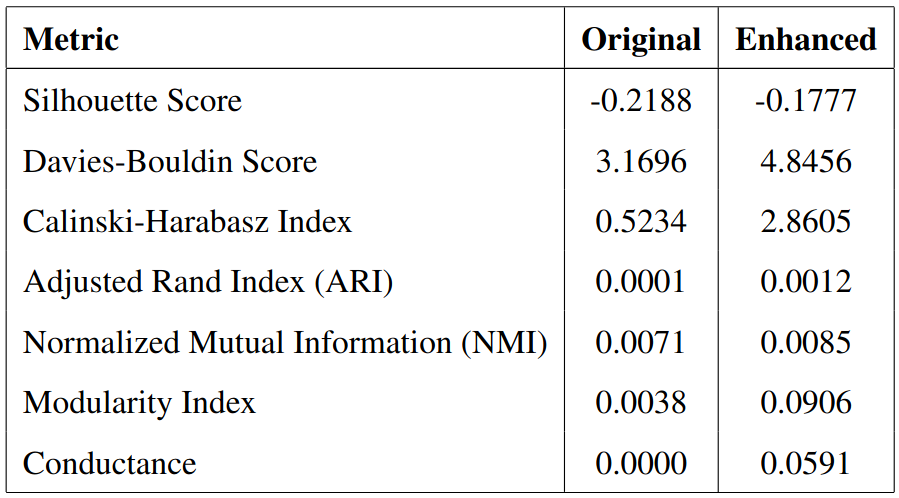 Metric Original Enhanced
Silhouette Score -0.2188 -0.1777
Davies-Bouldin Score 3.1696 4.8456
Calinski-Harabasz Index 0.5234 2.8605
Adjusted Rand Index (ARI) 0.0001 0.0012
Normalized Mutual Information (NMI) 0.0071 0.0085
Modularity Index 0.0038 0.0906
Conductance 0.0000 0.0591